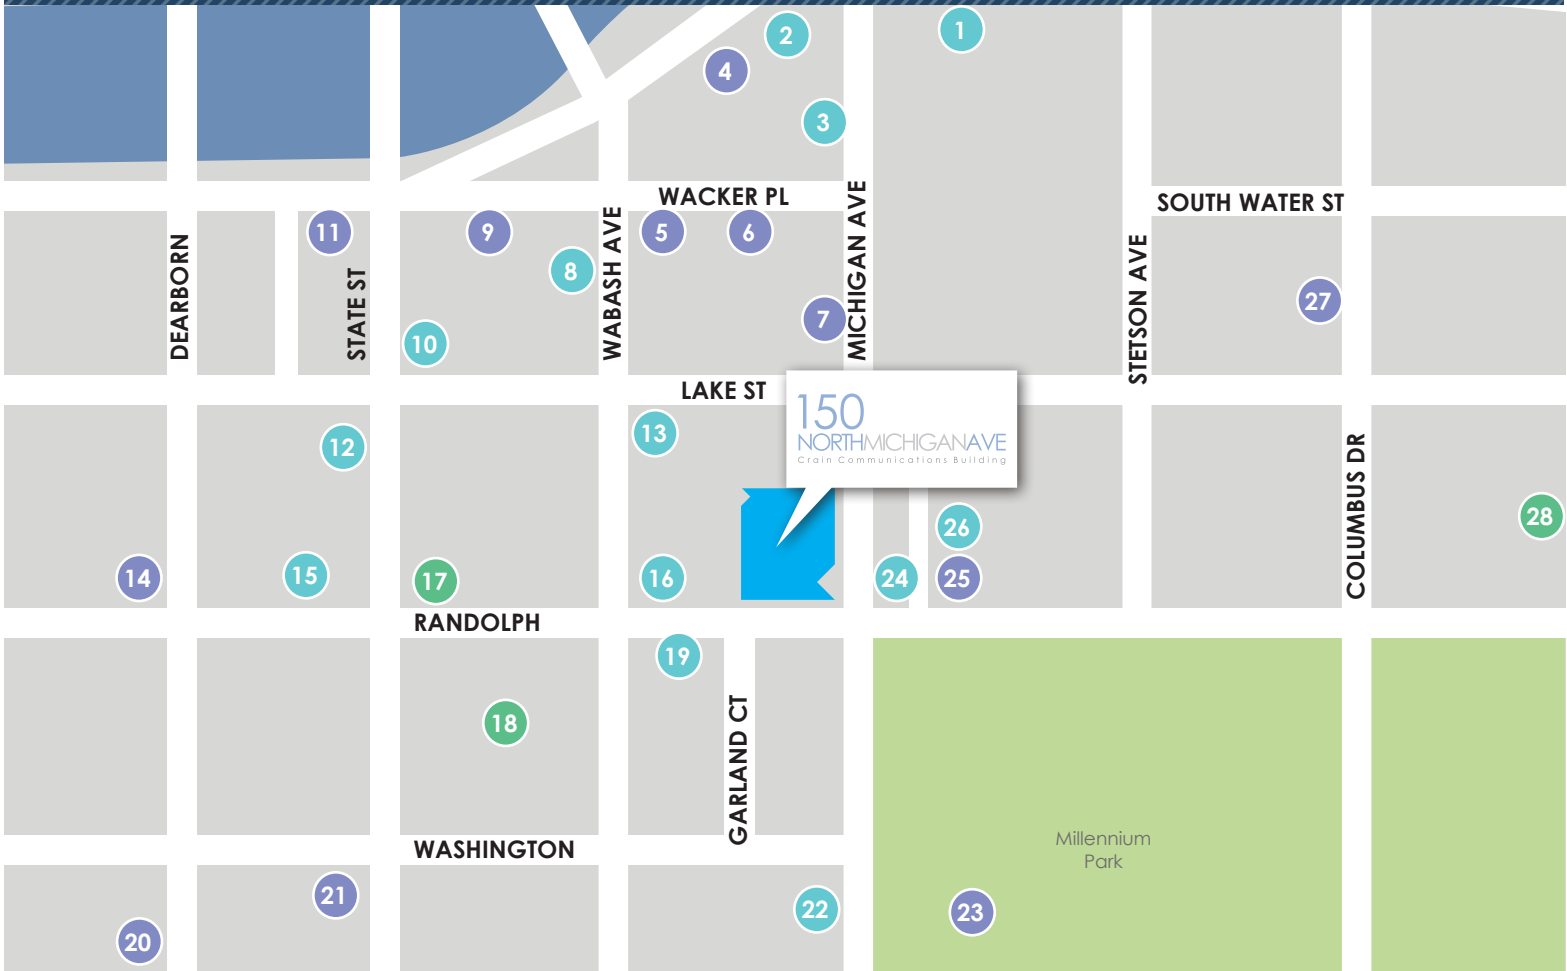 1
2
4
3
WACKER PL
SOUTH WATER ST
MICHIGAN AVE
11
9
5
6
8
WABASH AVE
DEARBORN
STATE ST
STETSON AVE
27
7
10
LAKE ST
150
NORTHMICHIGANAVE
Crain Communications Building
13
12
COLUMBUS DR
28
26
14
15
17
16
24
25
RANDOLPH
19
18
GARLAND CT
Millennium
Park
WASHINGTON
21
22
23
20